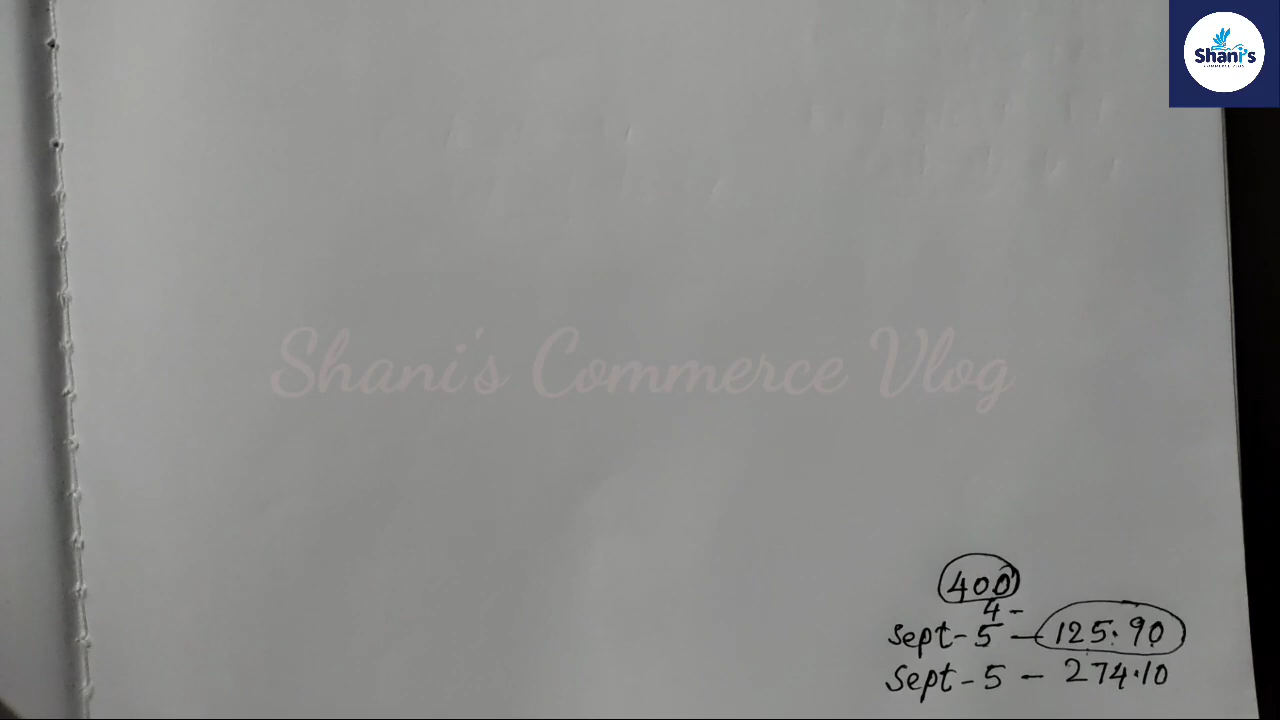 Shani's
Shani's Commerce Vlog
400
4 -
Sept - 5 — 125.90
Sept - 5 - 274.10